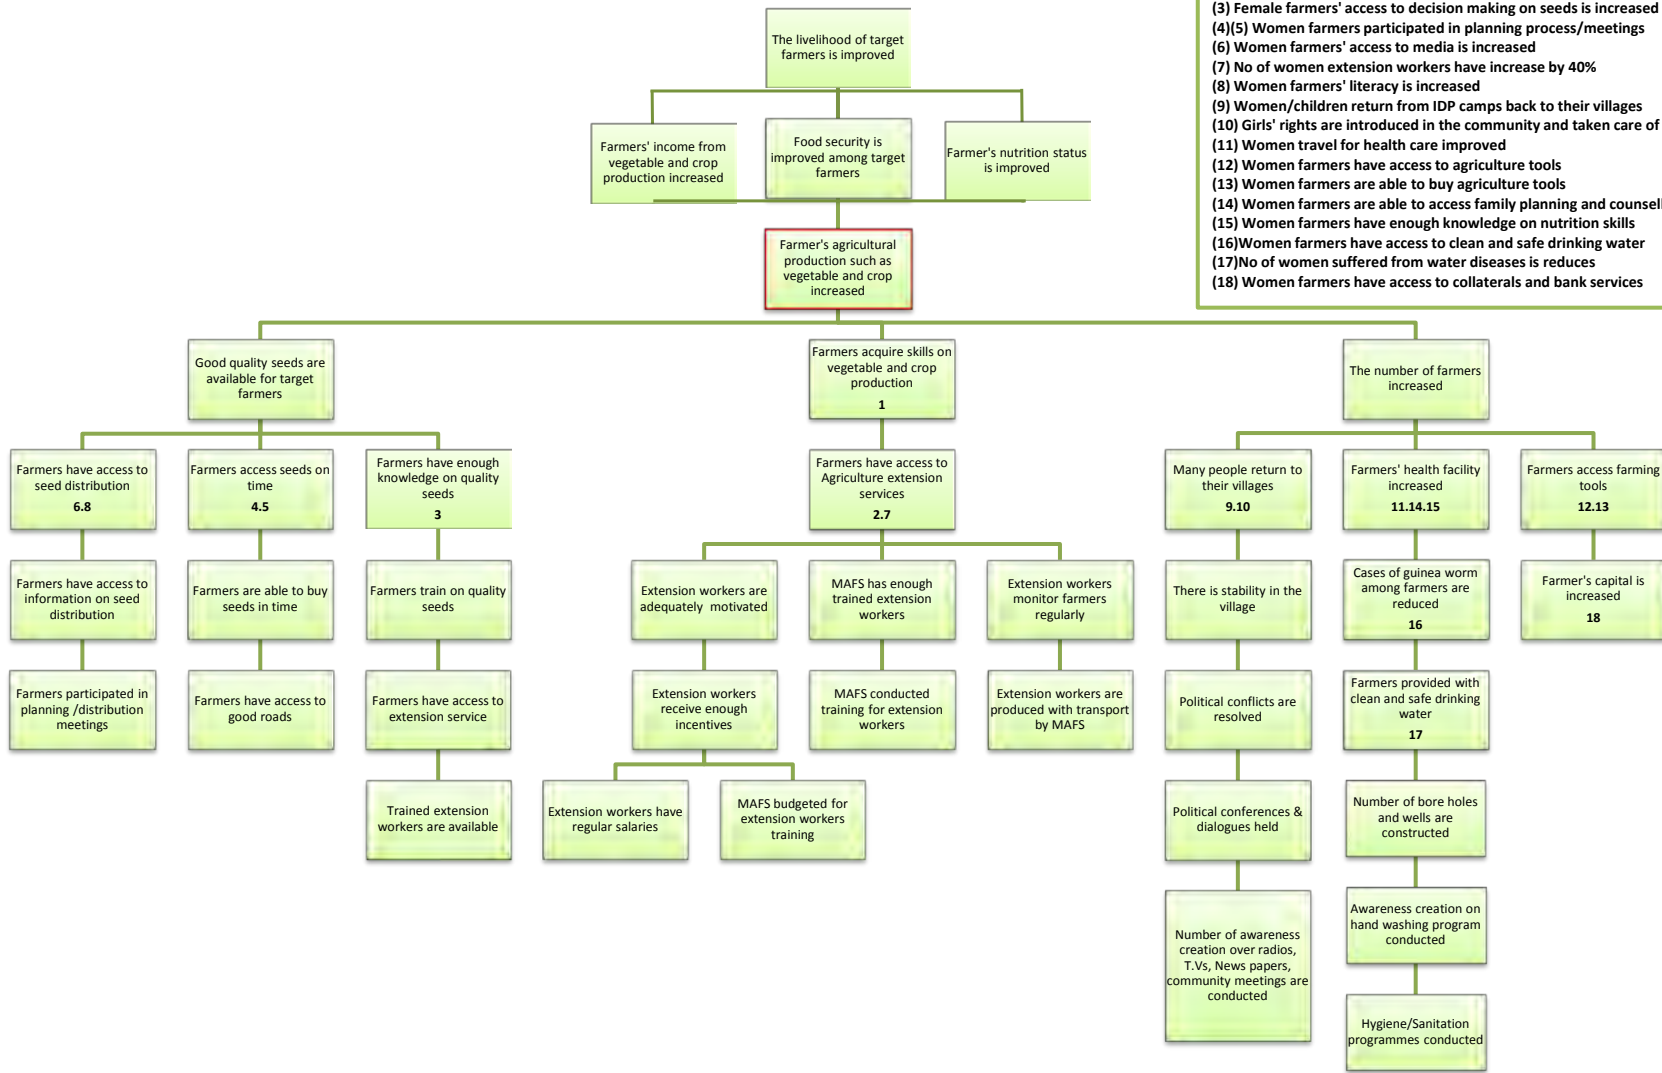 (3) Female farmers' access to decision making on seeds is increased
(4)(5) Women farmers participated in planning process/meetings
(6) Women farmers' access to media is increased
(7) No of women extension workers have increase by 40%
(8) Women farmers' literacy is increased
(9) Women/children return from IDP camps back to their villages
(10) Girls' rights are introduced in the community and taken care of
(11) Women travel for health care improved
(12) Women farmers have access to agriculture tools
(13) Women farmers are able to buy agriculture tools
(14) Women farmers are able to access family planning and counsell
(15) Women farmers have enough knowledge on nutrition skills
(16)Women farmers have access to clean and safe drinking water
(17)No of women suffered from water diseases is reduces
(18) Women farmers have access to collaterals and bank services
The livelihood of target
farmers is improved
Farmers' income from
vegetable and crop
production increased
Food security is
improved among target
farmers
Farmer's nutrition status
is improved
Farmer's agricultural
production such as
vegetable and crop
increased
Good quality seeds are
available for target
farmers
Farmers acquire skills on
vegetable and crop
production
1
The number of farmers
increased
Farmers have access to
seed distribution
6.8
Farmers access seeds on
time
4.5
Farmers have enough
knowledge on quality
seeds
3
Farmers have access to
Agriculture extension
services
2.7
Many people return to
their villages
9.10
Farmers' health facility
increased
11.14.15
Farmers access farming
tools
12.13
Farmers have access to
information on seed
distribution
Farmers are able to buy
seeds in time
Farmers train on quality
seeds
Extension workers are
adequately motivated
MAFS has enough
trained extension
workers
Extension workers
monitor farmers
regularly
There is stability in the
village
Cases of guinea worm
among farmers are
reduced
16
Farmer's capital is
increased
18
Farmers participated in
planning /distribution
meetings
Farmers have access to
good roads
Farmers have access to
extension service
Extension workers
receive enough
incentives
MAFS conducted
training for extension
workers
Extension workers are
produced with transport
by MAFS
Political conflicts are
resolved
Farmers provided with
clean and safe drinking
water
17
Trained extension
workers are available
Extension workers have
regular salaries
MAFS budgeted for
extension workers
training
Political conferences &
dialogues held
Number of bore holes
and wells are
constructed
Number of awareness
creation over radios,
T.Vs, News papers,
community meetings are
conducted
Awareness creation on
hand washing program
conducted
Hygiene/Sanitation
programmes conducted